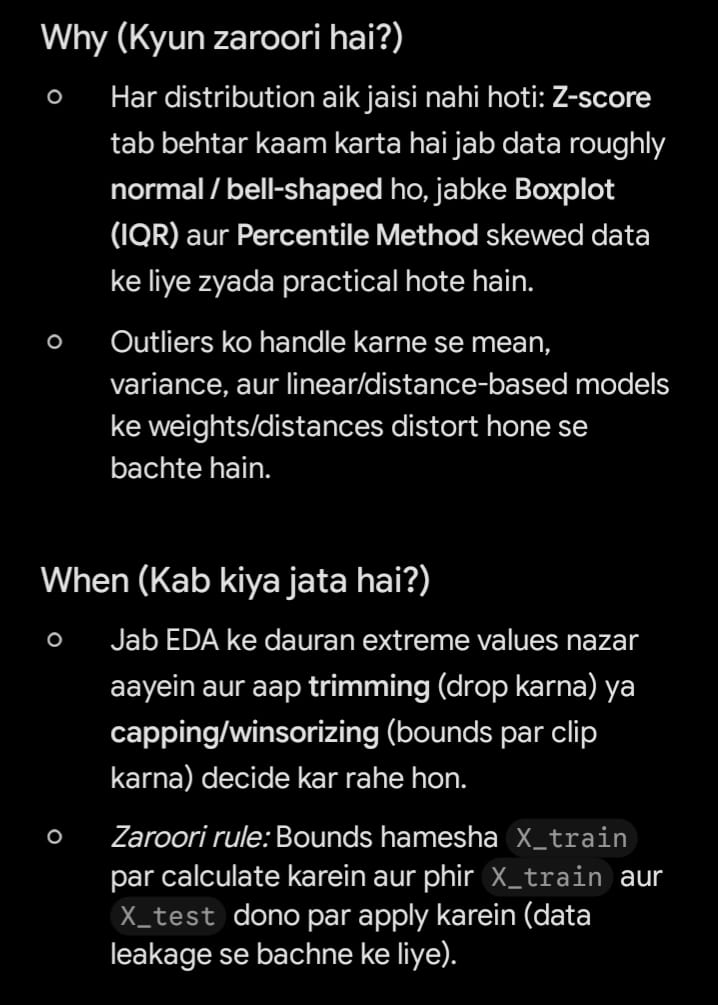 Why (Kyun zaroori hai?)
Har distribution aik jaisi nahi hoti: Z-score
tab behtar kaam karta hai jab data roughly
normal / bell-shaped ho, jabke Boxplot
(IQR) aur Percentile Method skewed data
ke liye zyada practical hote hain.
Outliers ko handle karne se mean,
variance, aur linear/distance-based models
ke weights/distances distort hone se
bachte hain.
When (Kab kiya jata hai?)
Jab EDA ke dauran extreme values nazar
aayein aur aap trimming (drop karna) ya
capping/winsorizing (bounds par clip
karna) decide kar rahe hon.
Zaroori rule: Bounds hamesha X_train
par calculate karein aur phir X_train aur
X_test dono par apply karein (data
leakage se bachne ke liye).